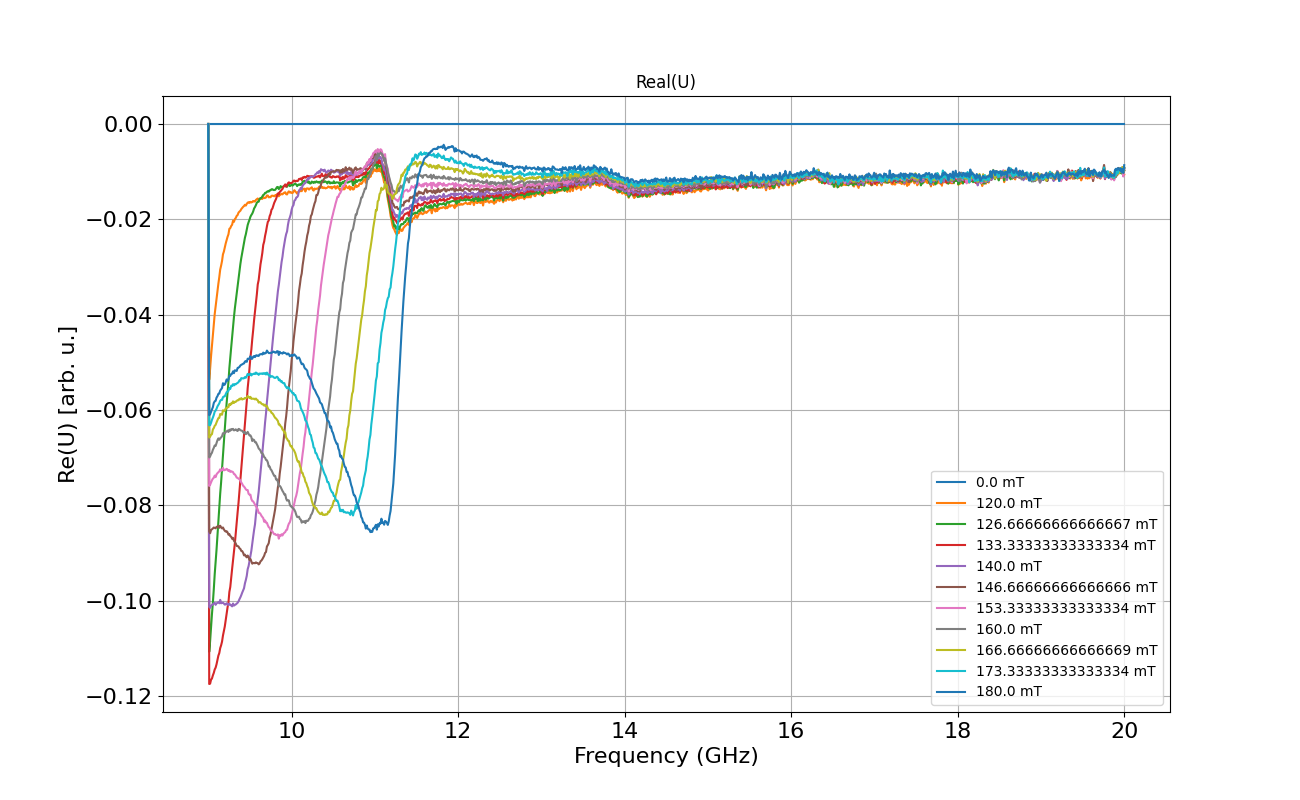 Real(U)
0.00
−0.02
−0.04
−0.06
−0.08
−0.10
−0.12
Re(U) [arb. u.]
10 12 14 16 18 20
Frequency (GHz)
0.0 mT
120.0 mT
126.66666666666667 mT
133.33333333333334 mT
140.0 mT
146.66666666666666 mT
153.33333333333334 mT
160.0 mT
166.66666666666669 mT
173.33333333333334 mT
180.0 mT